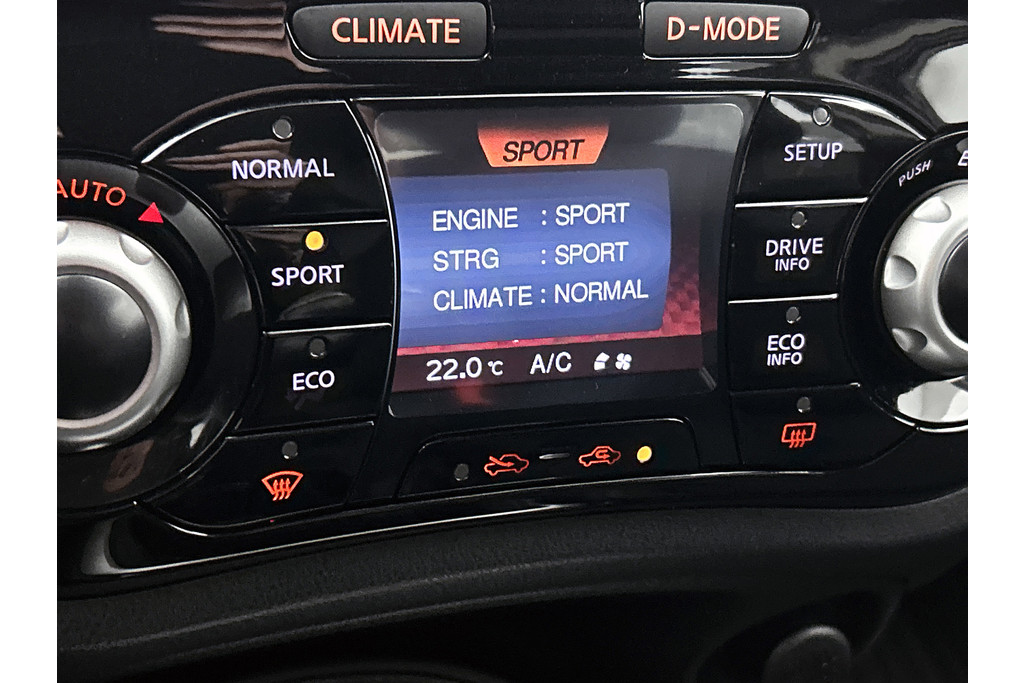 CLIMATE
D-MODE
NORMAL
SPORT
SETUP
PUSH
AUTO
ENGINE : SPORT
STRG : SPORT
CLIMATE : NORMAL
SPORT
DRIVE
INFO
ECO
ECO
INFO
22.0°C A/C